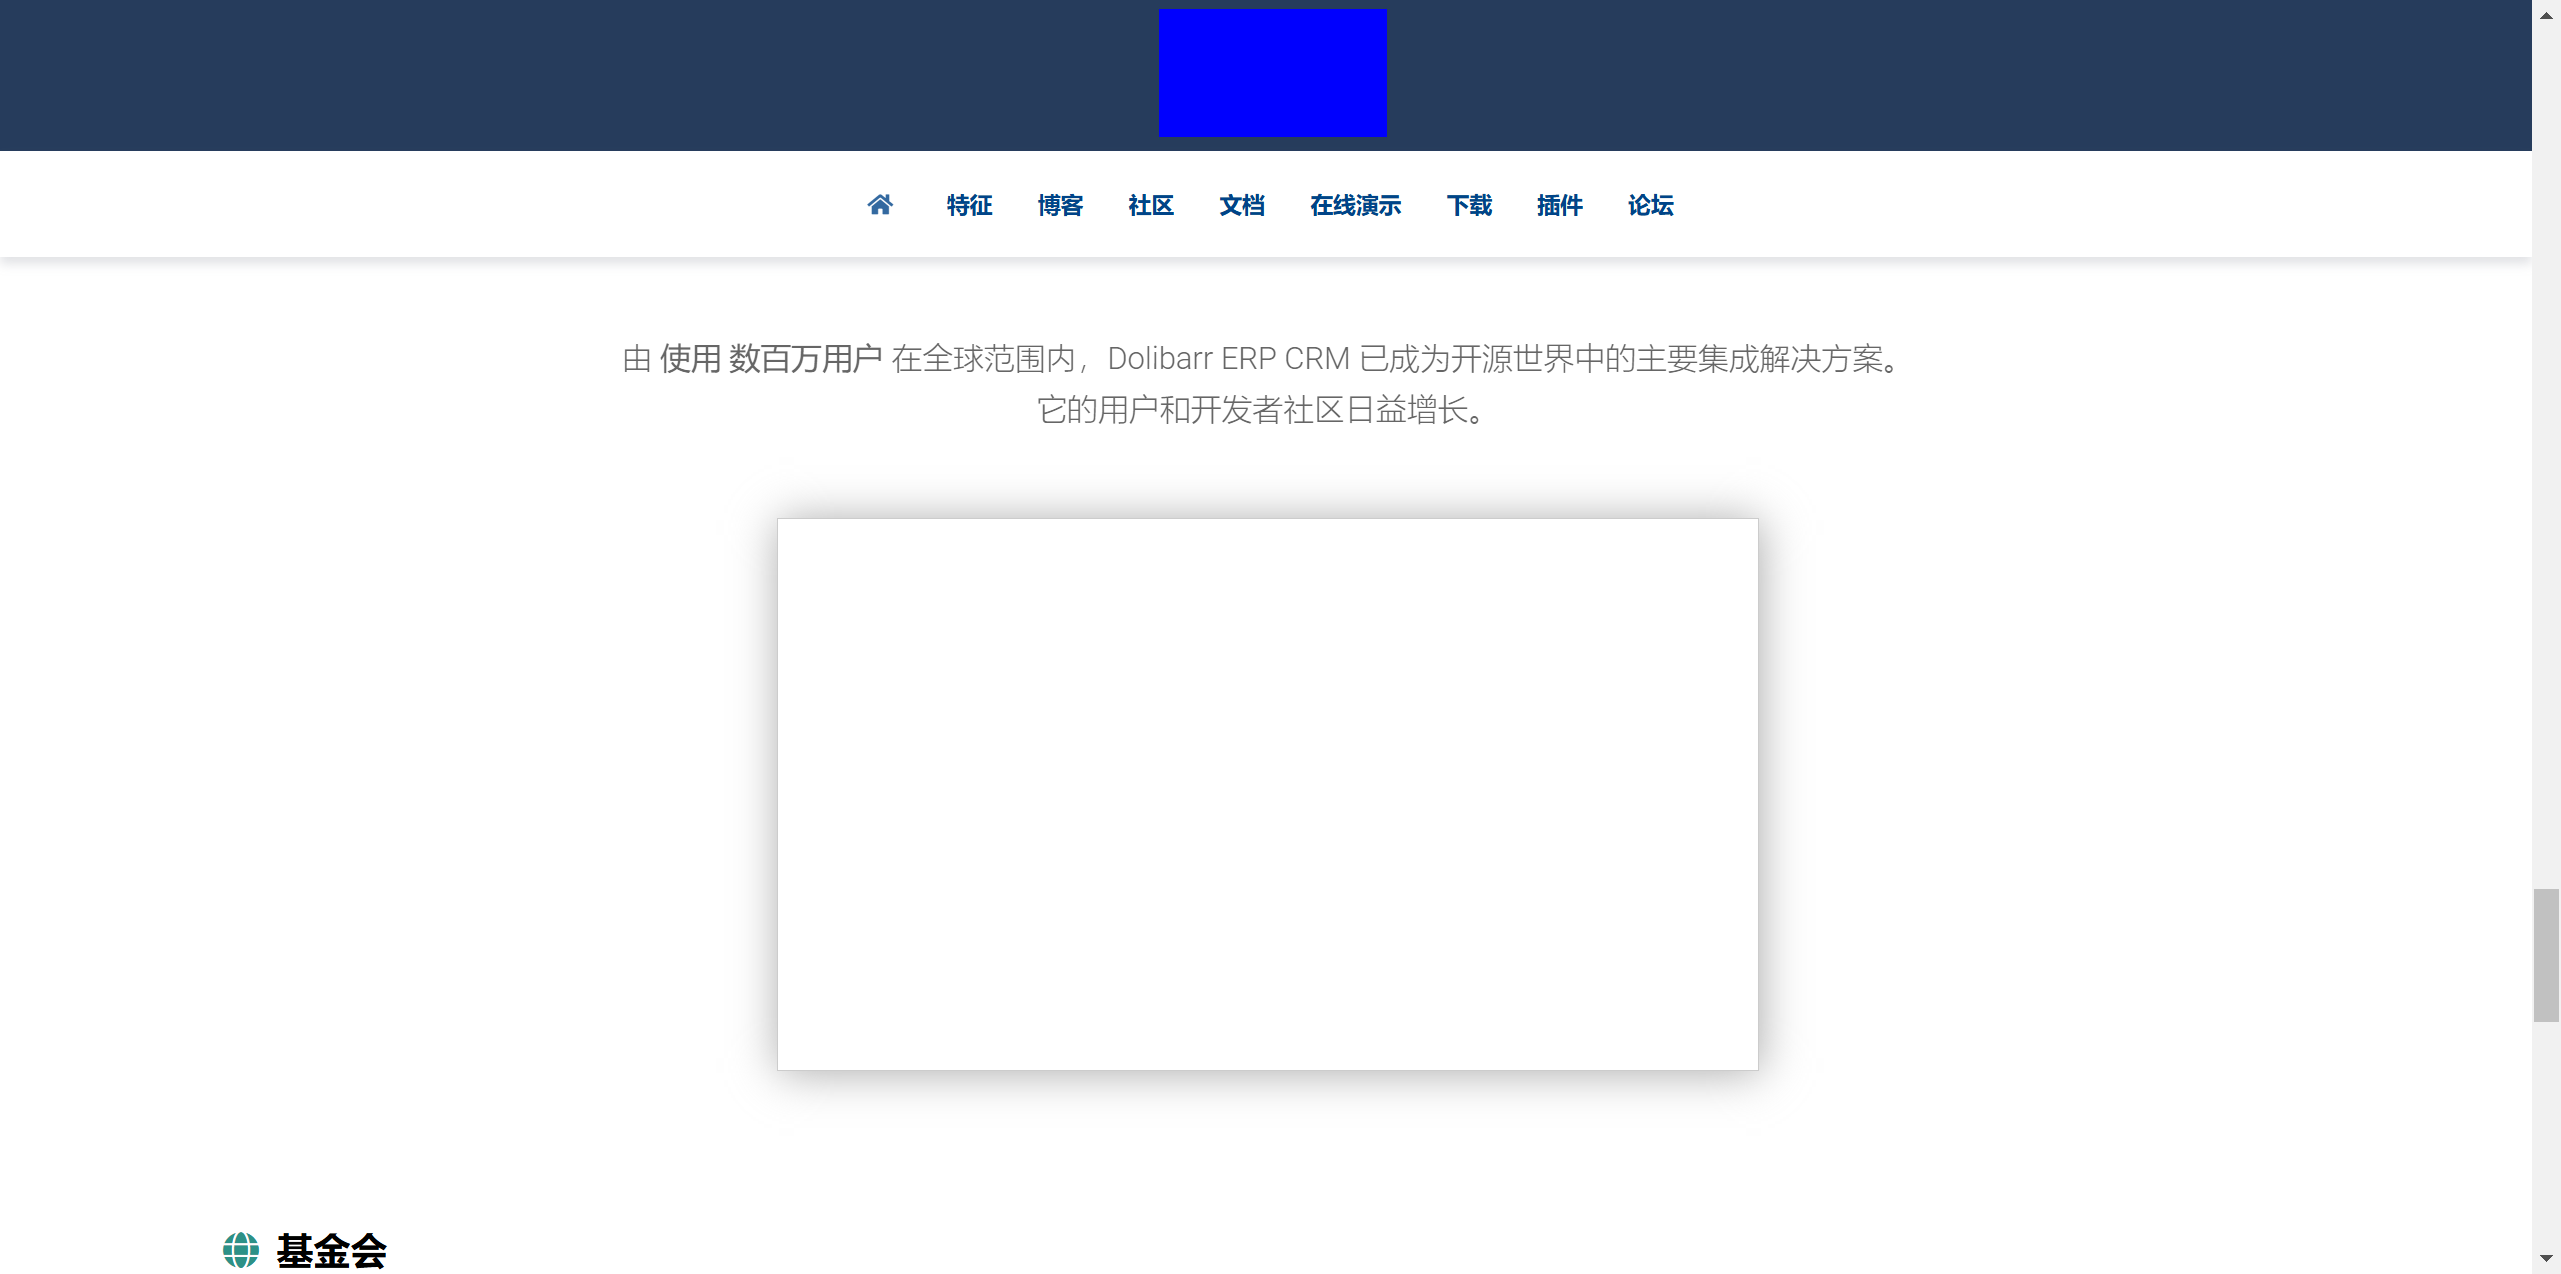 特征 博客 社区 文档 在线演示 下载 插件 论坛
由 使用 数百万用户 在全球范围内，Dolibarr ERP CRM 已成为开源世界中的主要集成解决方案。
它的用户和开发者社区日益增长。
基金会